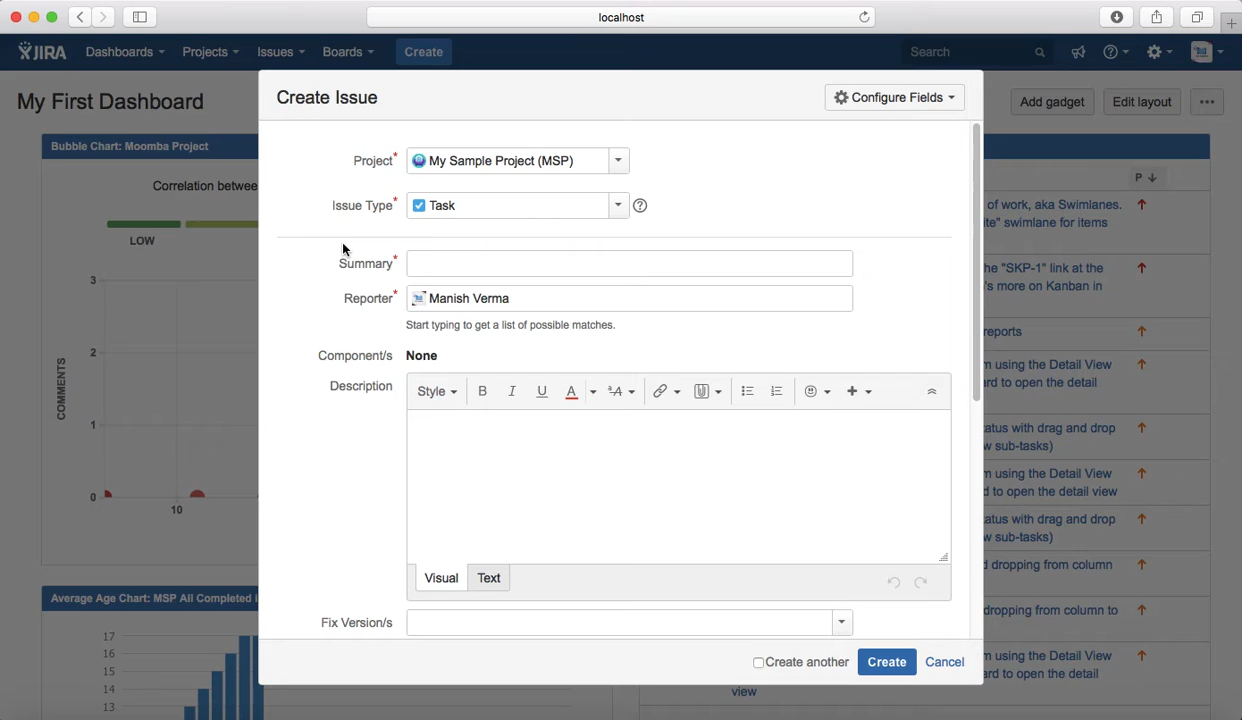 localhost
JIRA Dashboards Projects Issues Boards Create Search
My First Dashboard
Add gadget Edit layout
Create Issue
Configure Fields
Bubble Chart: Moomba Project
Correlation betwee
LOW
3
2
1
0
COMMENTS
10
Project* My Sample Project (MSP)
Issue Type* Task
Summary*
Reporter* Manish Verma
Start typing to get a list of possible matches.
Component/s None
Description
Style B I U A ᵃA
Visual Text
Fix Version/s
Create another Create Cancel
P
of work, aka Swimlanes.
ite" swimlane for items
he "SKP-1" link at the
's more on Kanban in
reports
m using the Detail View
ard to open the detail
atus with drag and drop
w sub-tasks)
m using the Detail View
d to open the detail view
atus with drag and drop
w sub-tasks)
d dropping from column
dropping from column to
m using the Detail View
ard to open the detail
view
Average Age Chart: MSP All Completed I
17
16
15
14
13